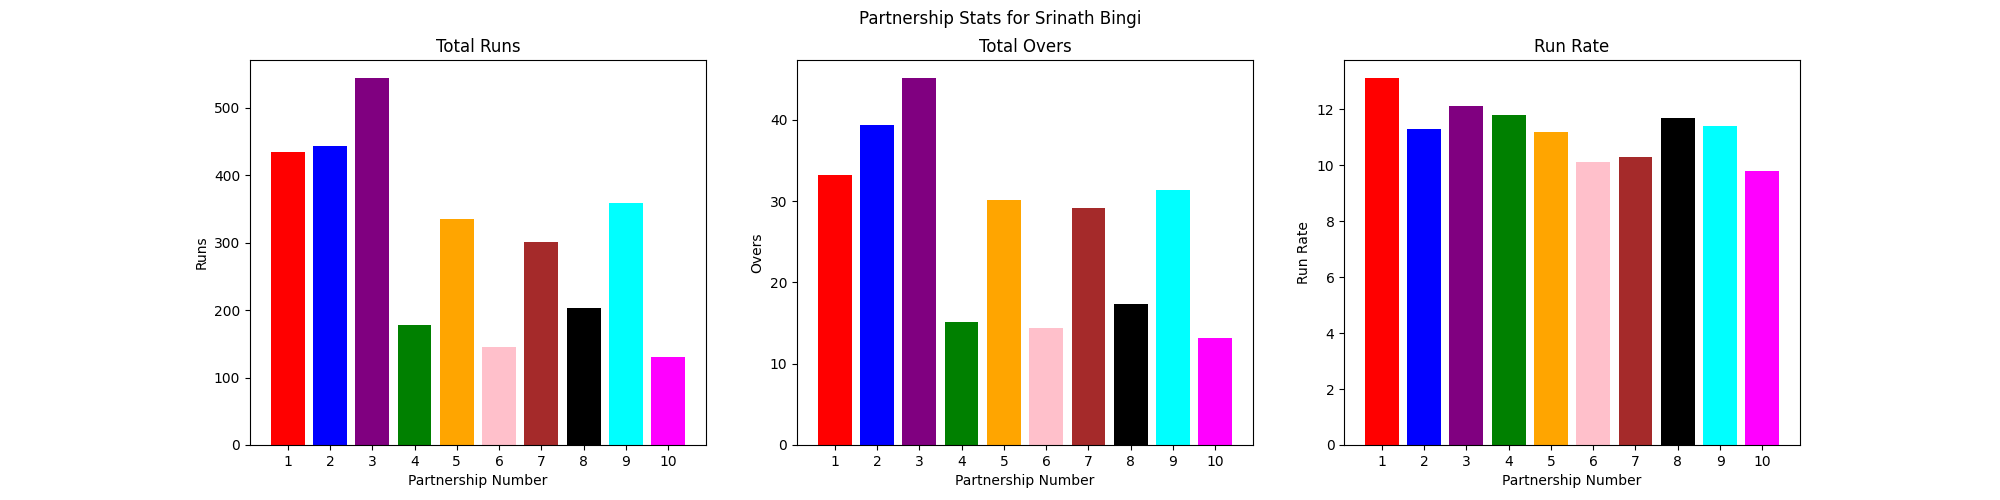 Partnership Stats for Srinath Bingi
Total Runs
Runs
500
400
300
200
100
0
1 2 3 4 5 6 7 8 9 10
Partnership Number
Total Overs
Overs
40
30
20
10
0
1 2 3 4 5 6 7 8 9 10
Partnership Number
Run Rate
Run Rate
12
10
8
6
4
2
0
1 2 3 4 5 6 7 8 9 10
Partnership Number